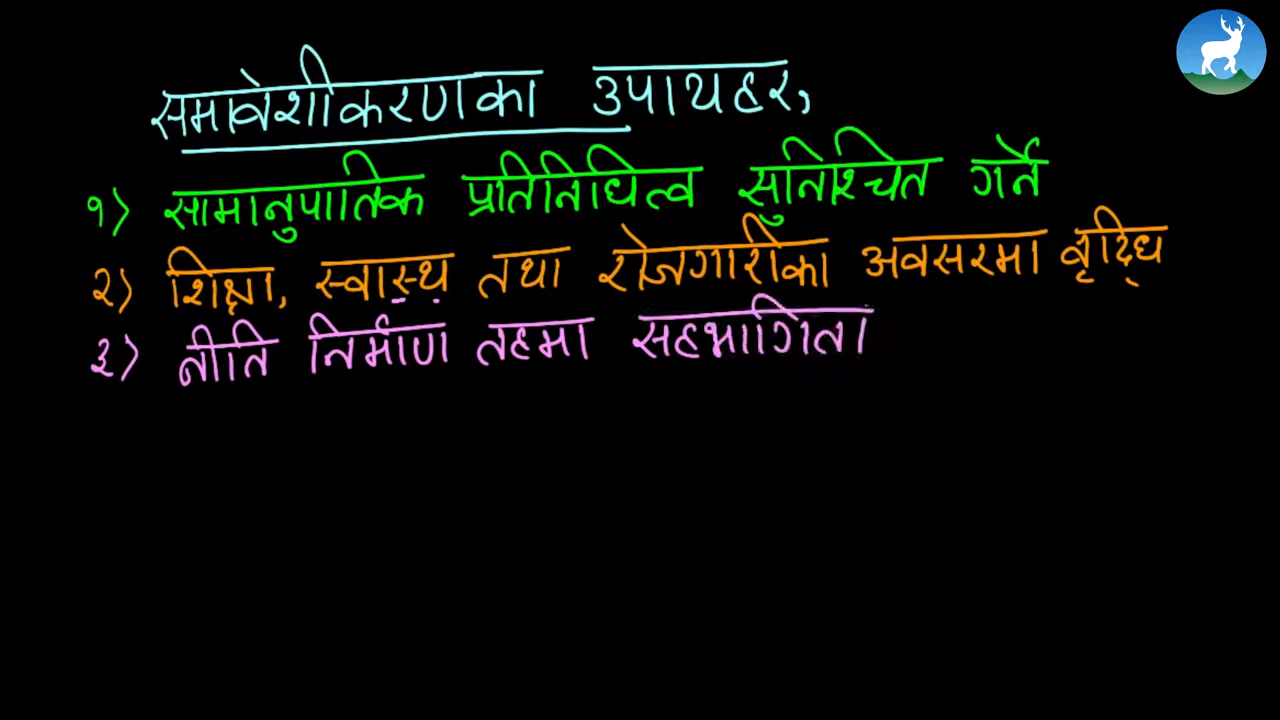 समावेशीकरणका उपायहर,
१) सामानुपातिक प्रतिनिधित्व सुनिश्चित गर्ने
२) शिक्षा, स्वास्थ तथा रोजगारीका अवसरमा वृद्धि
३) नीति निर्माण तहमा सहभागिता